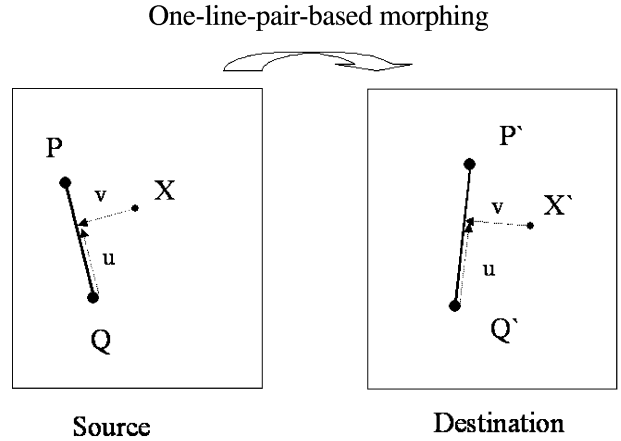 One-line-pair-based morphing
P
v
X
u
Q
Source
P`
v
X`
u
Q`
Destination